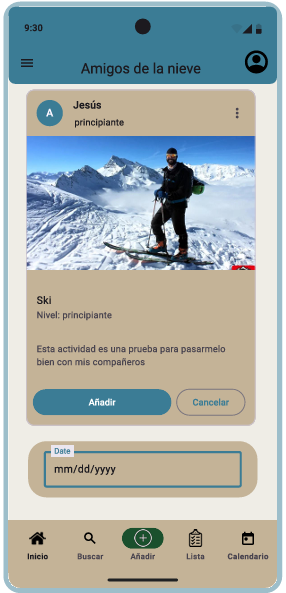 9:30
Amigos de la nieve
A
Jesús
principiante
Ski
Nivel: principiante
Esta actividad es una prueba para pasarmelo
bien con mis compañeros
Añadir
Cancelar
Date
mm/dd/yyyy
Inicio
Buscar
Añadir
Lista
Calendario